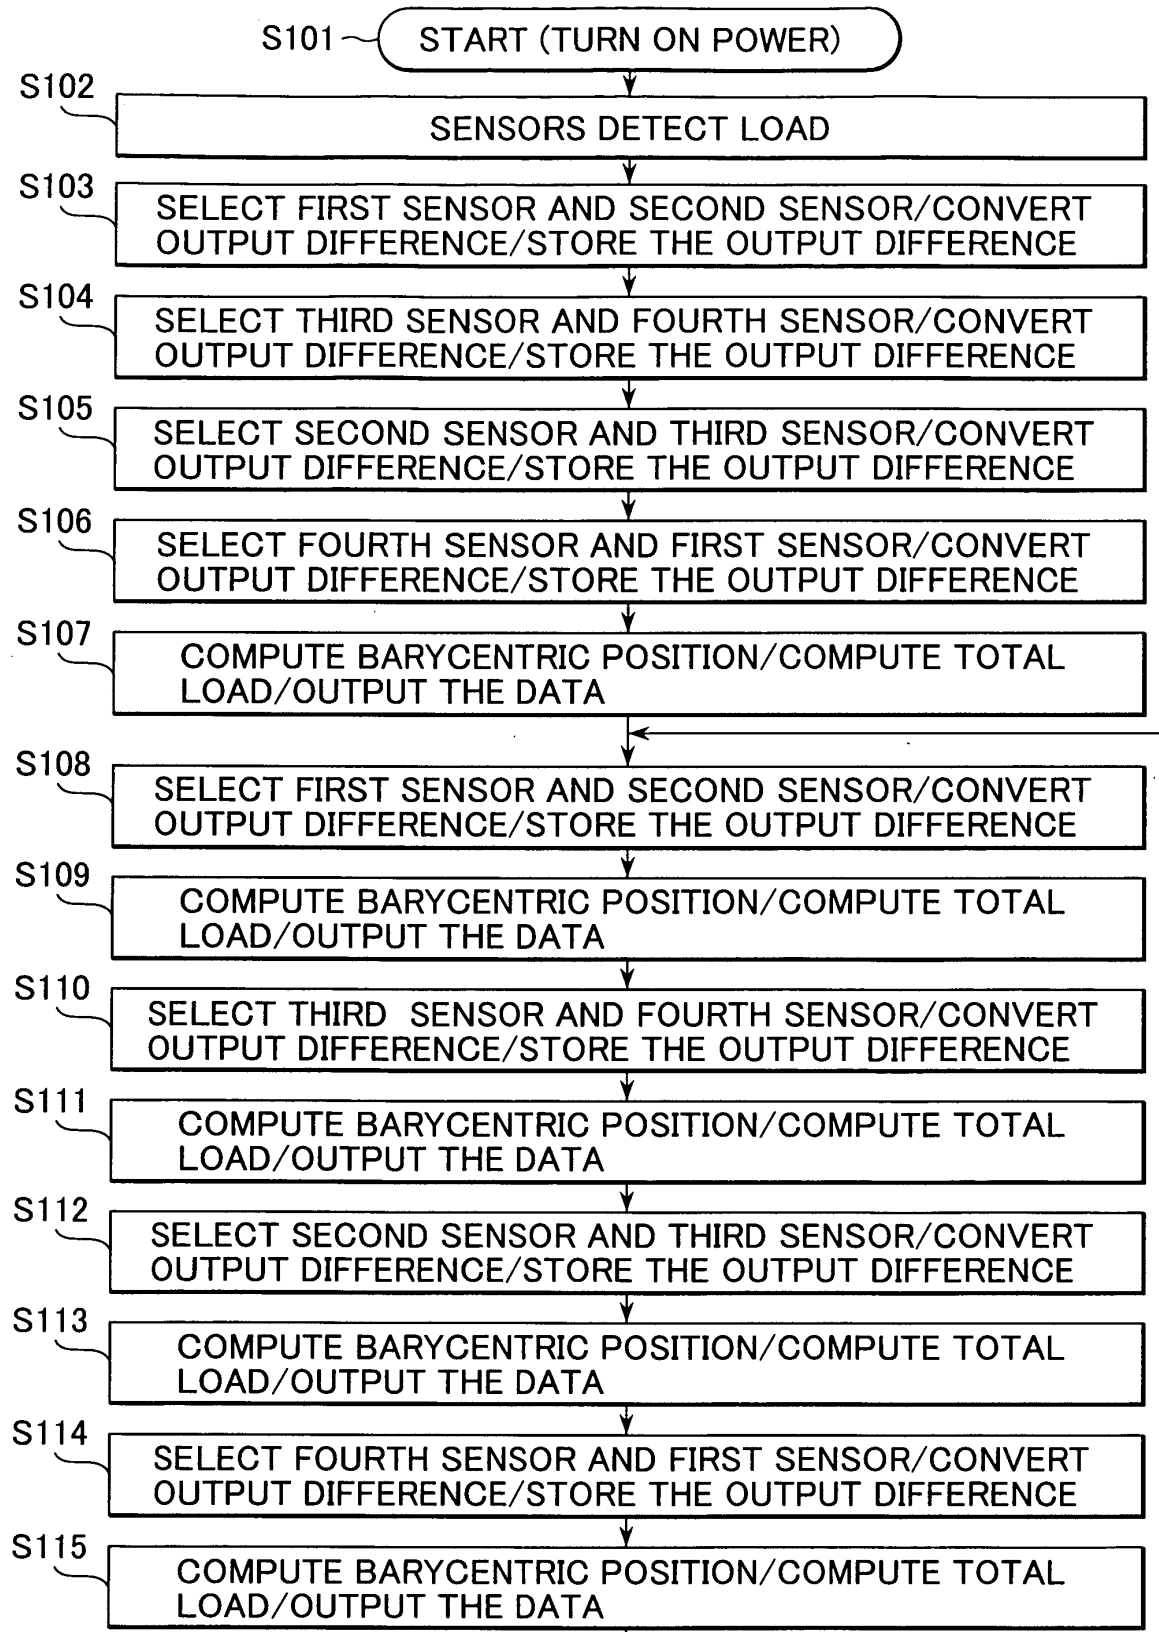 S101 START (TURN ON POWER)
S102
SENSORS DETECT LOAD
S103
SELECT FIRST SENSOR AND SECOND SENSOR/CONVERT
OUTPUT DIFFERENCE/STORE THE OUTPUT DIFFERENCE
S104
SELECT THIRD SENSOR AND FOURTH SENSOR/CONVERT
OUTPUT DIFFERENCE/STORE THE OUTPUT DIFFERENCE
S105
SELECT SECOND SENSOR AND THIRD SENSOR/CONVERT
OUTPUT DIFFERENCE/STORE THE OUTPUT DIFFERENCE
S106
SELECT FOURTH SENSOR AND FIRST SENSOR/CONVERT
OUTPUT DIFFERENCE/STORE THE OUTPUT DIFFERENCE
S107
COMPUTE BARYCENTRIC POSITION/COMPUTE TOTAL
LOAD/OUTPUT THE DATA
S108
SELECT FIRST SENSOR AND SECOND SENSOR/CONVERT
OUTPUT DIFFERENCE/STORE THE OUTPUT DIFFERENCE
S109
COMPUTE BARYCENTRIC POSITION/COMPUTE TOTAL
LOAD/OUTPUT THE DATA
S110
SELECT THIRD SENSOR AND FOURTH SENSOR/CONVERT
OUTPUT DIFFERENCE/STORE THE OUTPUT DIFFERENCE
S111
COMPUTE BARYCENTRIC POSITION/COMPUTE TOTAL
LOAD/OUTPUT THE DATA
S112
SELECT SECOND SENSOR AND THIRD SENSOR/CONVERT
OUTPUT DIFFERENCE/STORE THE OUTPUT DIFFERENCE
S113
COMPUTE BARYCENTRIC POSITION/COMPUTE TOTAL
LOAD/OUTPUT THE DATA
S114
SELECT FOURTH SENSOR AND FIRST SENSOR/CONVERT
OUTPUT DIFFERENCE/STORE THE OUTPUT DIFFERENCE
S115
COMPUTE BARYCENTRIC POSITION/COMPUTE TOTAL
LOAD/OUTPUT THE DATA